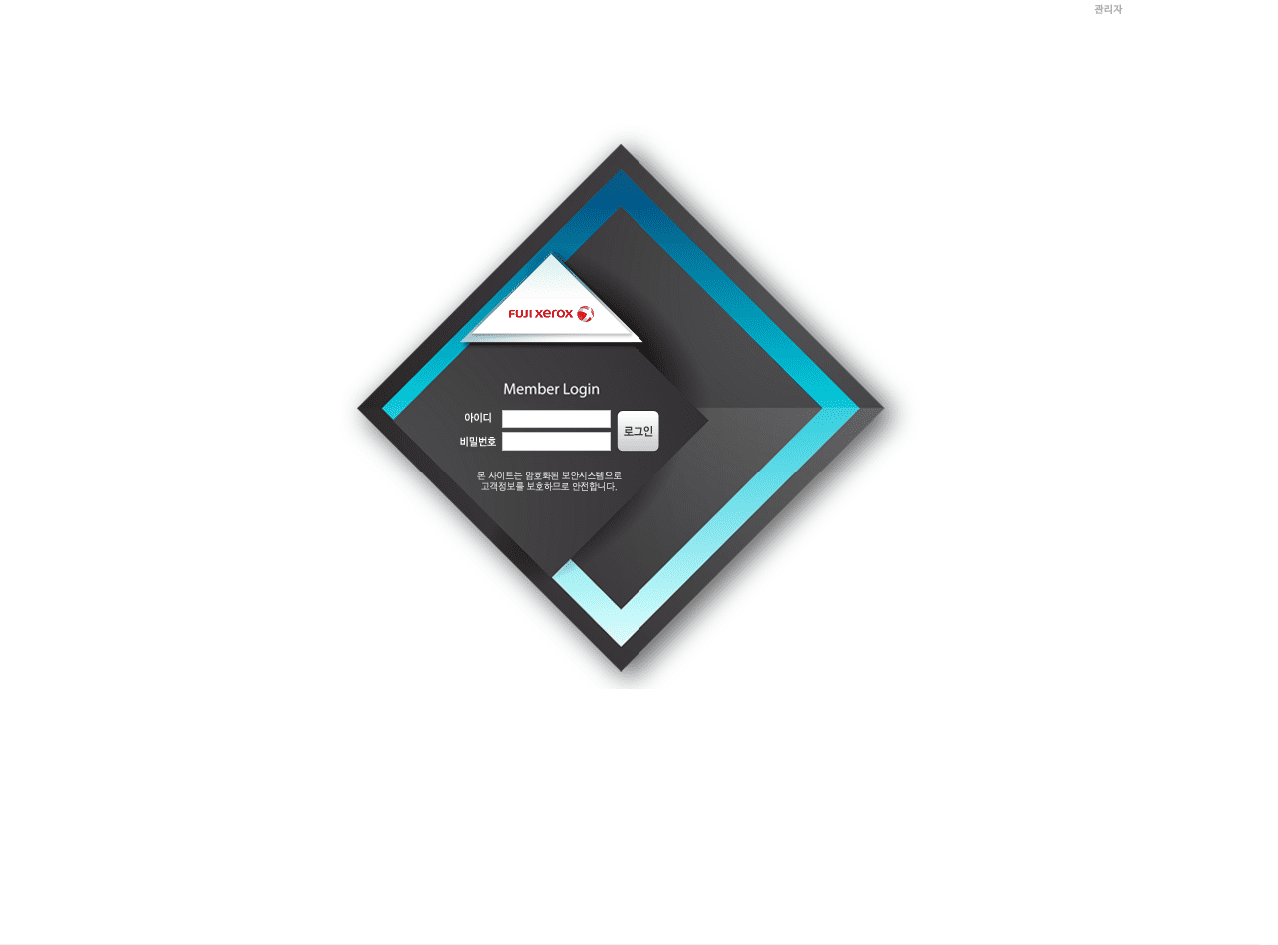 관리자
FUJI xerox
Member Login
아이디
비밀번호
로그인
본 사이트는 암호화된 보안시스템으로
고객정보를 보호하므로 안전합니다.